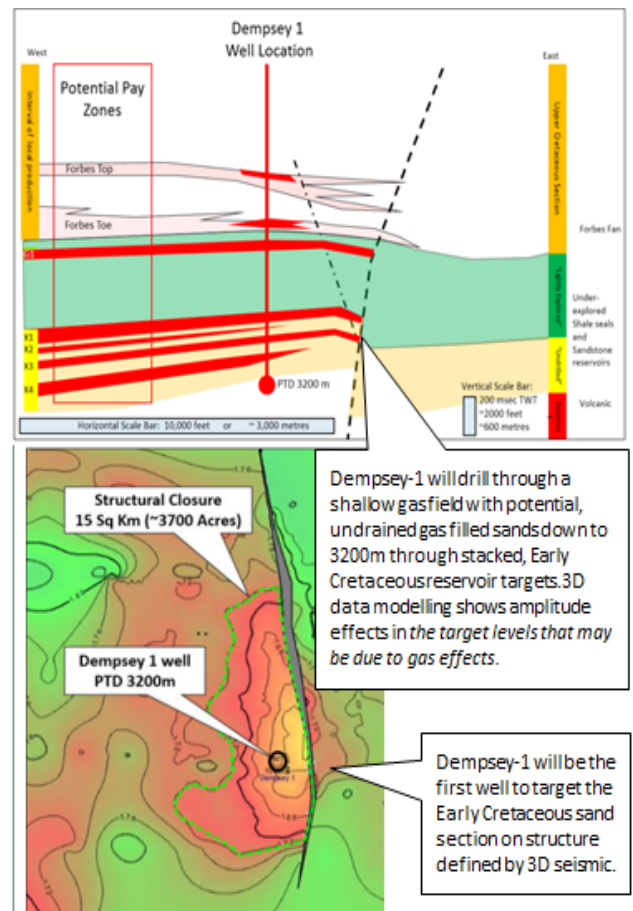 Dempsey 1
Well Location
West
East
Potential Pay
Zones
Interval of local production
Upper Cretaceous Section
Forbes Top
Forbes Toe
Forbes Fan
"Lightly Explored"
Under-
explored
Shale seals
and
Sandstone
reservoirs
X1
X2
X3
X4
"Undrilled"
PTD 3200 m
Vertical Scale Bar:
200 msec TWT
~2000 feet
~600 metres
Volcanic
Horizontal Scale Bar: 10,000 feet or ~ 3,000 metres
Structural Closure
15 Sq Km (~3700 Acres)
Dempsey 1 well
PTD 3200m
Dempsey 1
Dempsey-1 will drill through a
shallow gas field with potential,
undrained gas filled sands down to
3200m through stacked, Early
Cretaceous reservoir targets. 3D
data modelling shows amplitude
effects in the target levels that may
be due to gas effects.
Dempsey-1 will be the
first well to target the
Early Cretaceous sand
section on structure
defined by 3D seismic.